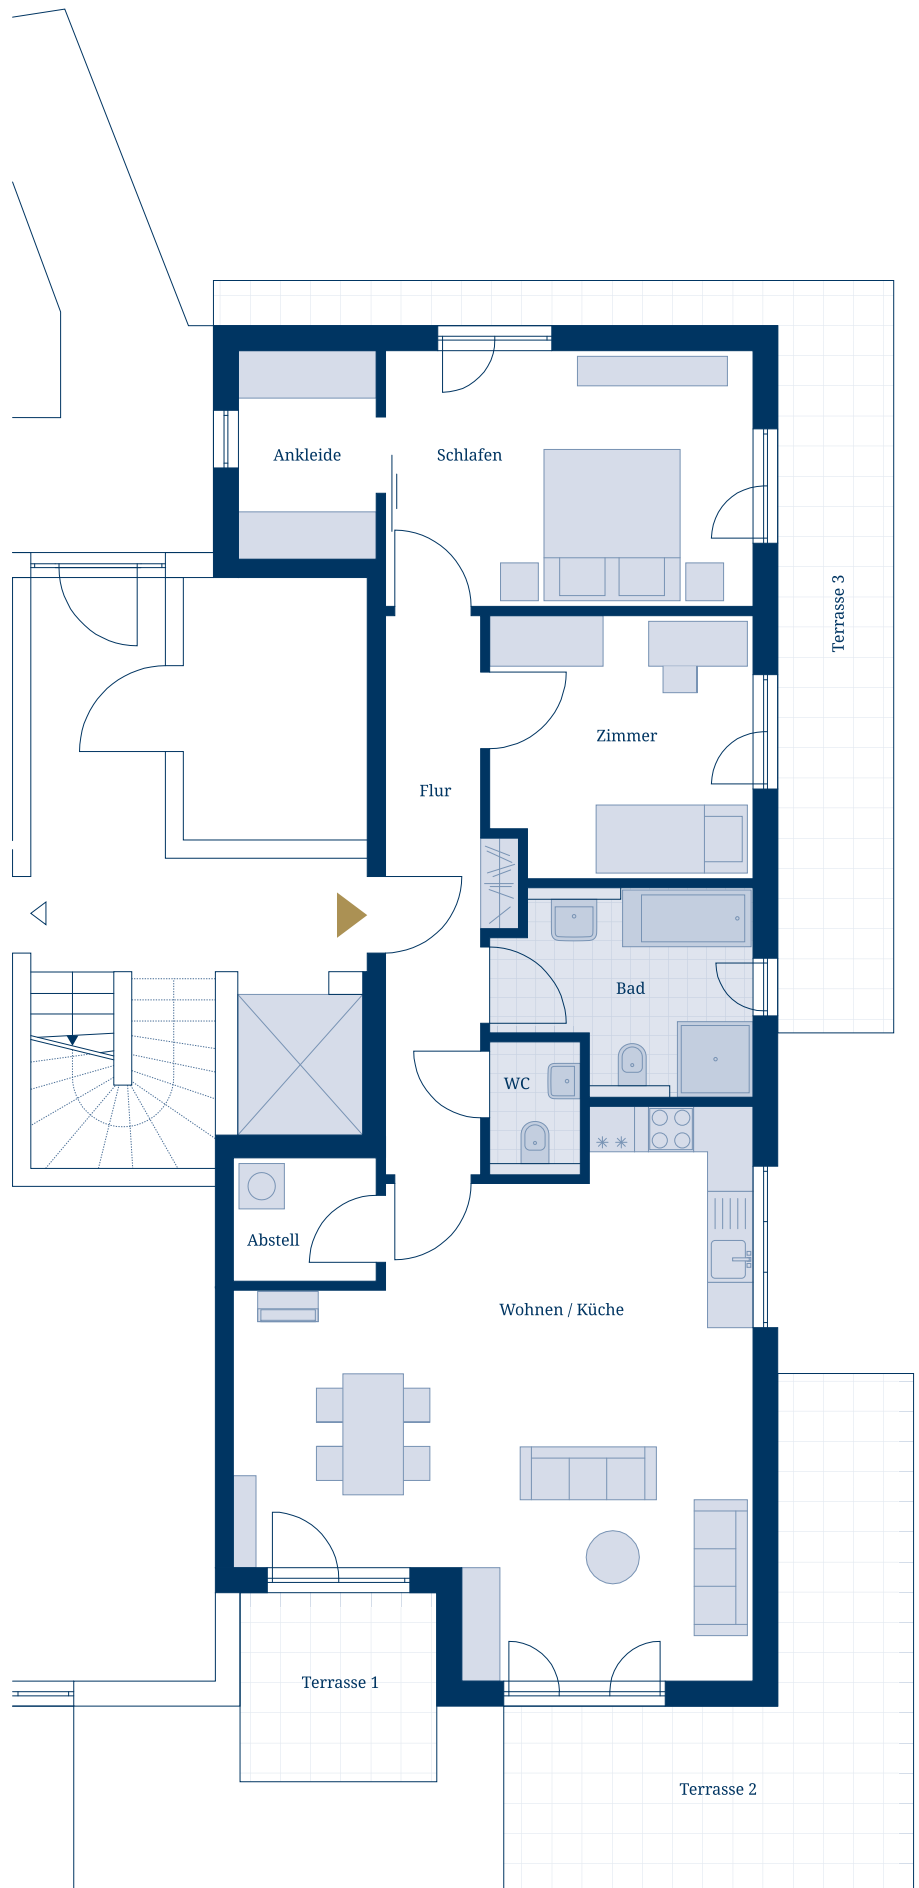 Ankleide
Schlafen
Terrasse 3
Zimmer
Flur
Bad
WC
Abstell
Wohnen / Küche
Terrasse 1
Terrasse 2